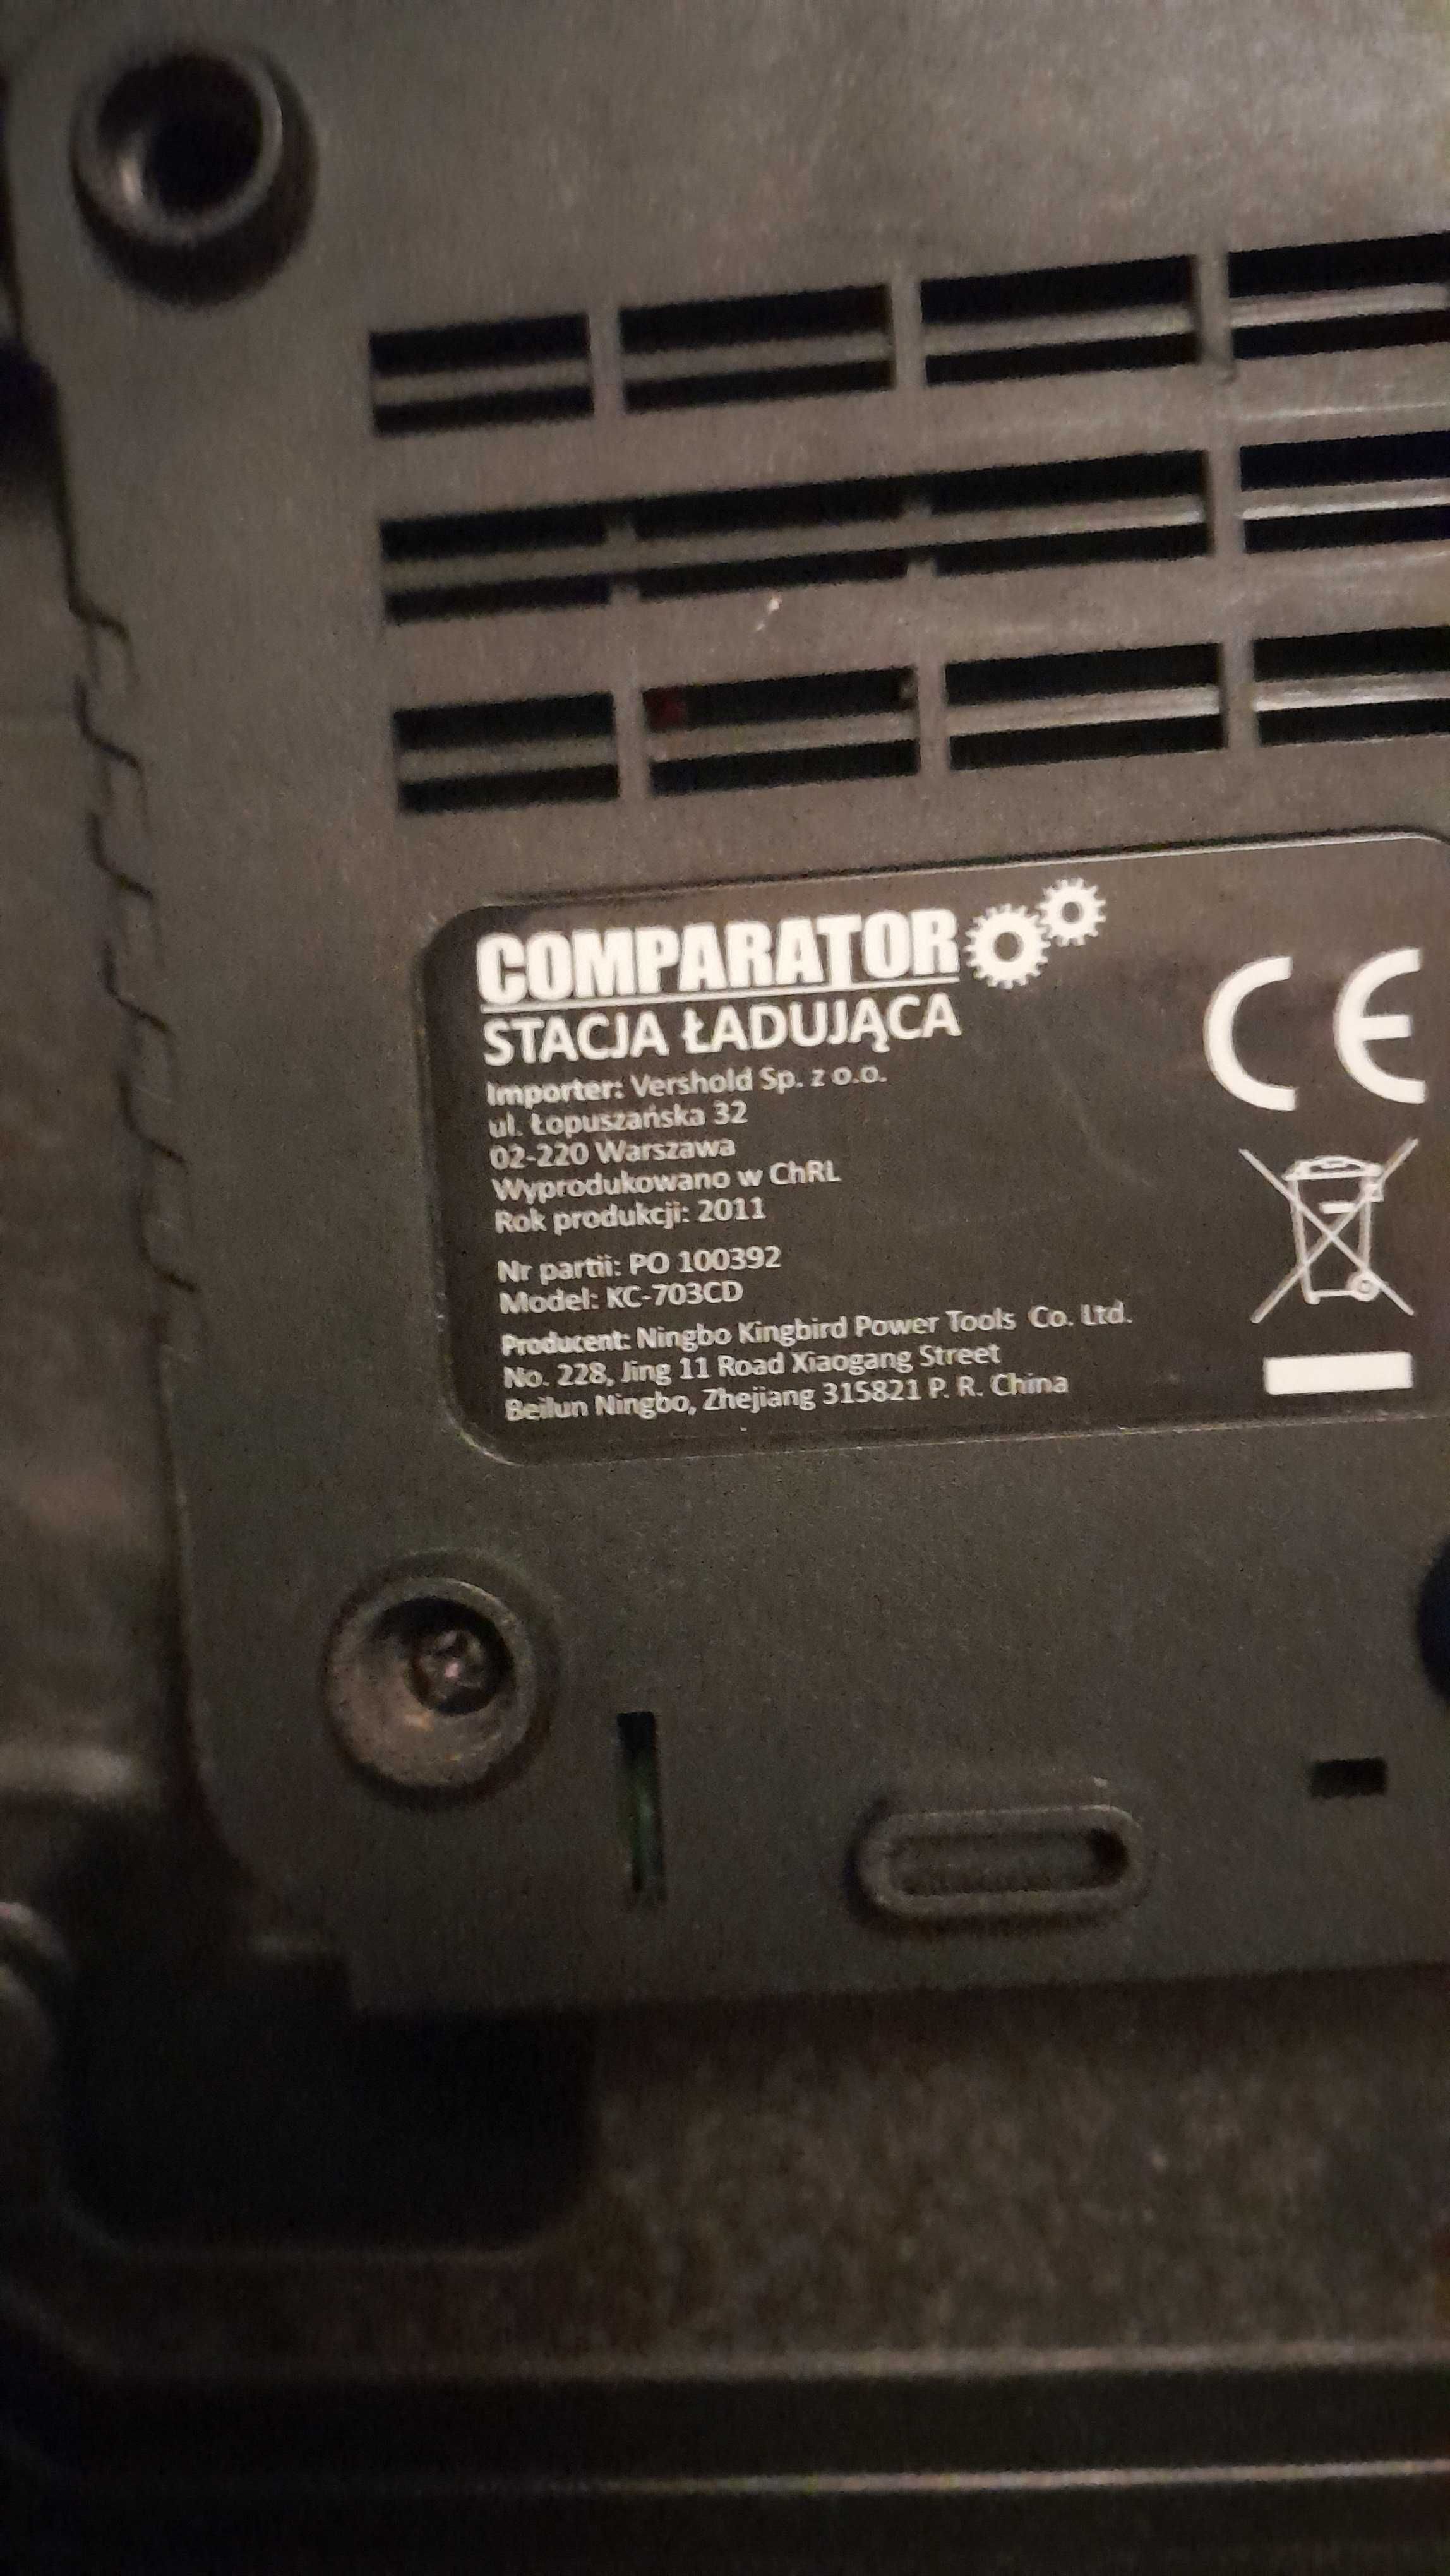 COMPARATOR
STACJA ŁADUJĄCA
Importer: Vershold Sp. z o.o.
ul. Łopuszańska 32
02-220 Warszawa
Wyprodukowano w ChRL
Rok produkcji: 2011
Nr partii: PO 100392
Model: KC-703CD
Producent: Ningbo Kingbird Power Tools Co. Ltd.
No. 228, Jing 11 Road Xiaogang Street
Beilun Ningbo, Zhejiang 315821 P. R. China
CE